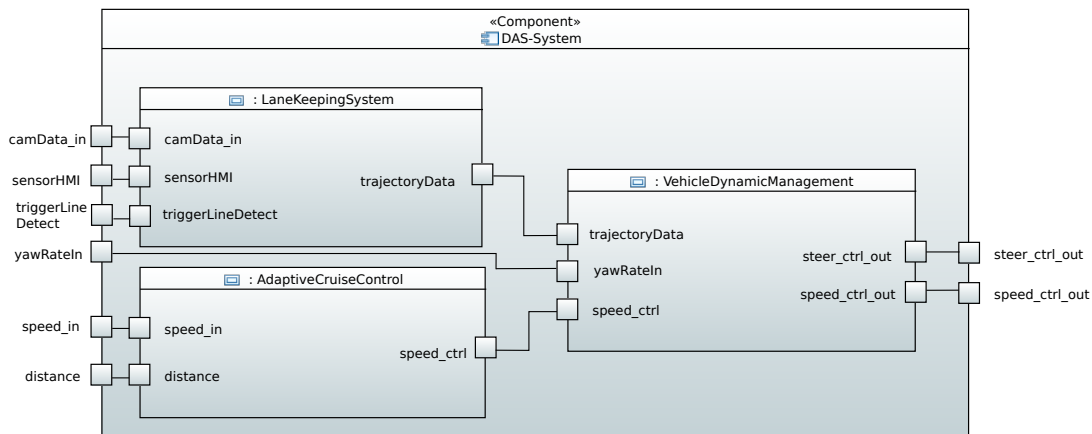 «Component»
DAS-System
: LaneKeepingSystem
camData_in
camData_in
sensorHMI
sensorHMI
trajectoryData
triggerLine
Detect
triggerLineDetect
yawRateIn
: VehicleDynamicManagement
trajectoryData
yawRateIn
speed_ctrl
steer_ctrl_out
steer_ctrl_out
speed_ctrl_out
speed_ctrl_out
: AdaptiveCruiseControl
speed_in
speed_in
speed_ctrl
distance
distance